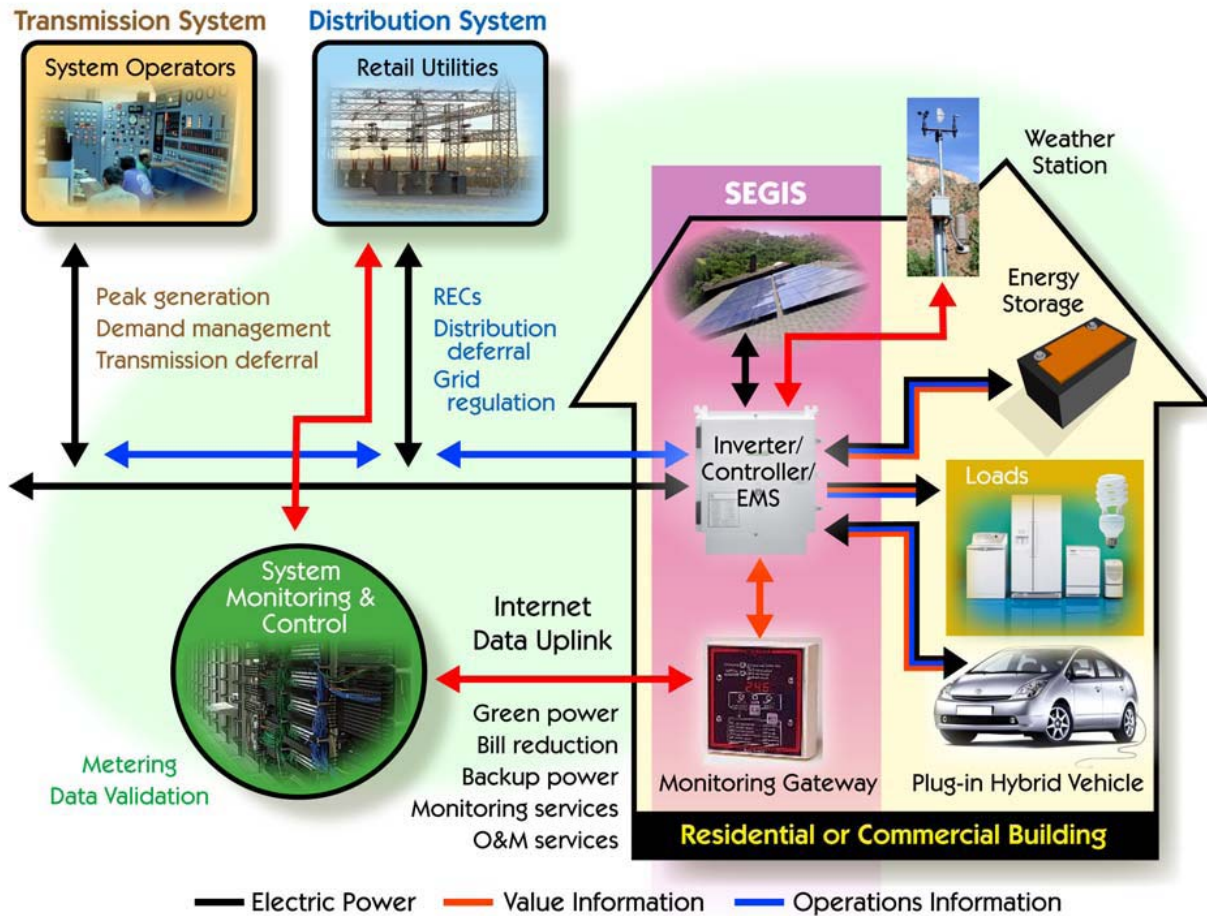 Transmission System
Distribution System
System Operators
Retail Utilities
Weather
Station
SEGIS
Peak generation
Demand management
Transmission deferral
RECs
Distribution
deferral
Grid
regulation
Energy
Storage
Inverter/
Controller/
EMS
Loads
System
Monitoring &
Control
Internet
Data Uplink
24.6
Green power
Bill reduction
Backup power
Monitoring services
O&M services
Metering
Data Validation
Monitoring Gateway
Plug-in Hybrid Vehicle
Residential or Commercial Building
Electric Power
Value Information
Operations Information